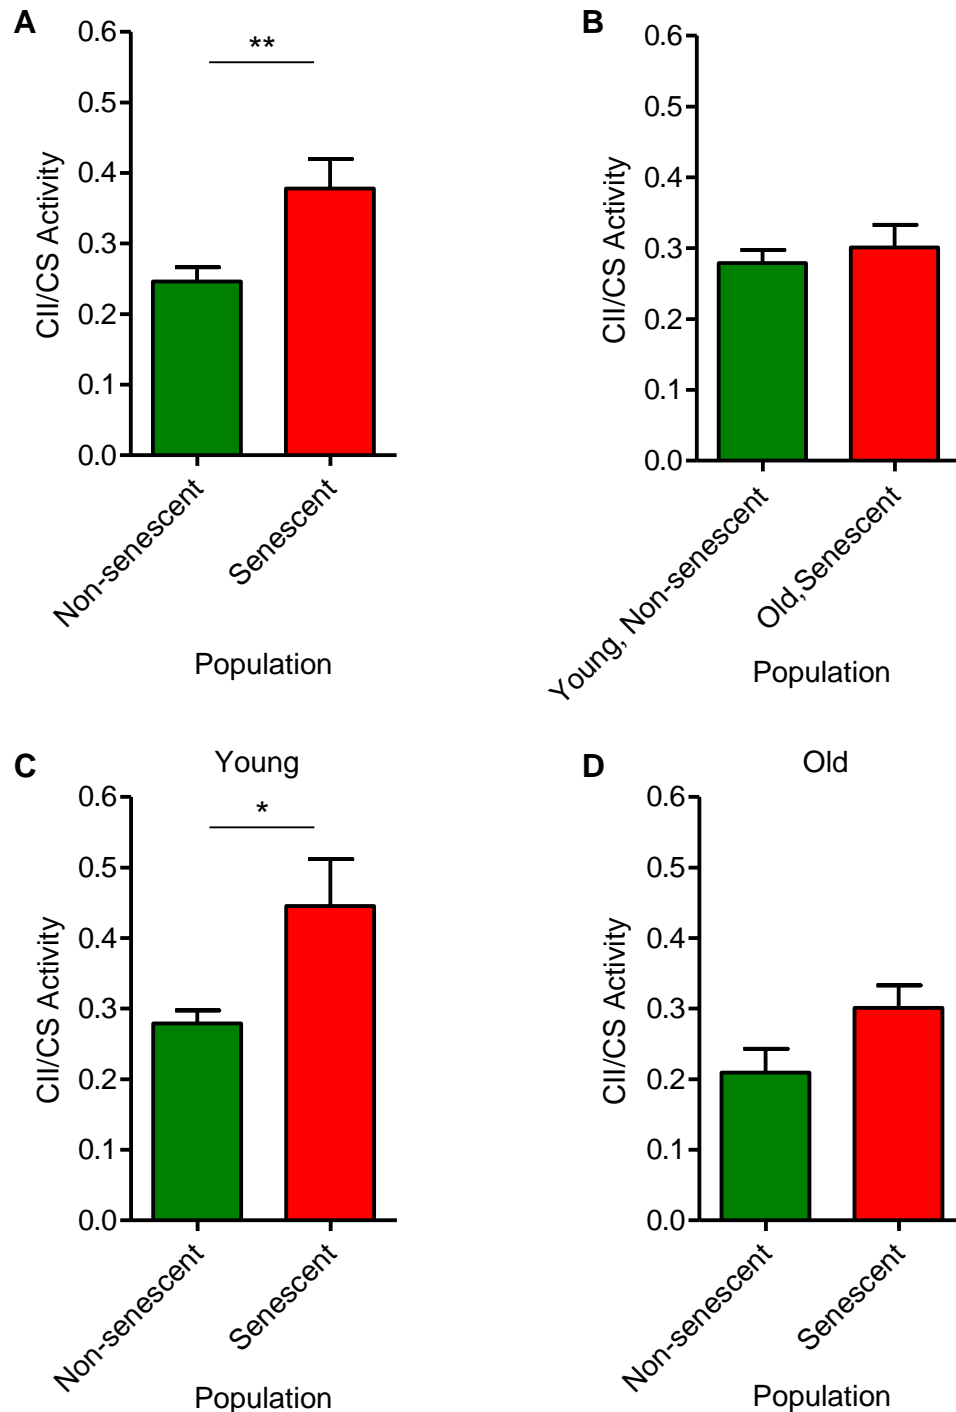 A
**
0.6
0.5
0.4
0.3
0.2
0.1
0.0
CII/CS Activity
Non-senescent
Senescent
Population
B
0.6
0.5
0.4
0.3
0.2
0.1
0.0
CII/CS Activity
Young, Non-senescent
Old,Senescent
Population
C
Young
*
0.6
0.5
0.4
0.3
0.2
0.1
0.0
CII/CS Activity
Non-senescent
Senescent
Population
D
Old
0.6
0.5
0.4
0.3
0.2
0.1
0.0
CII/CS Activity
Non-senescent
Senescent
Population